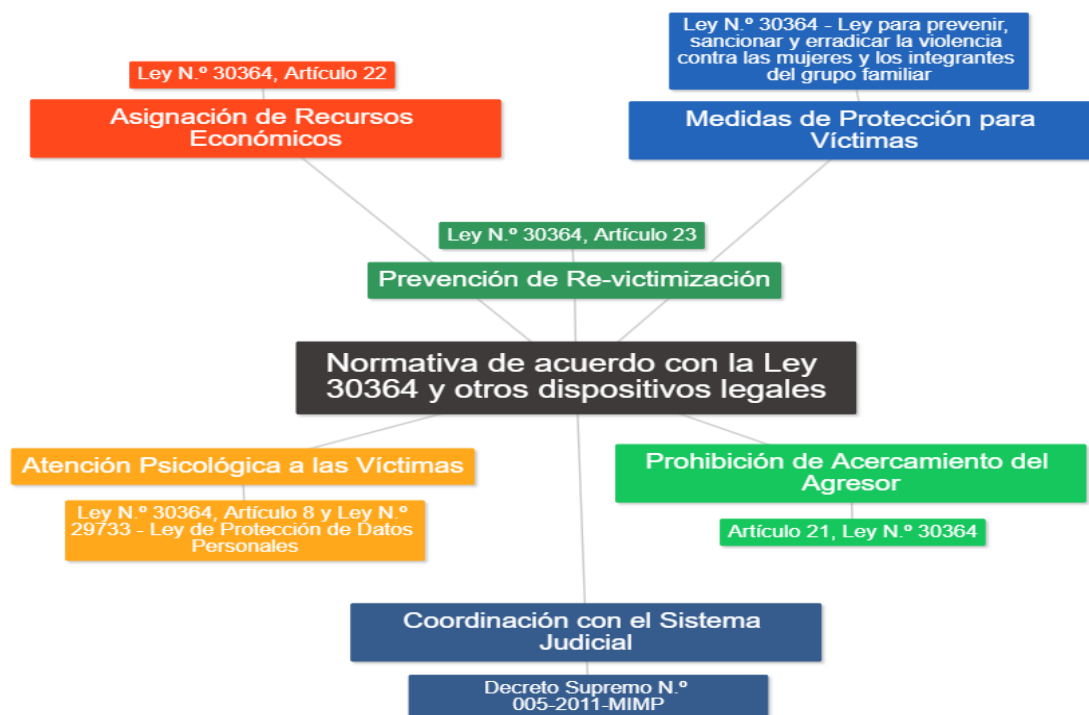 Ley N.º 30364, Artículo 22
Asignación de Recursos
Económicos
Ley N.º 30364 - Ley para prevenir,
sancionar y erradicar la violencia
contra las mujeres y los integrantes
del grupo familiar
Medidas de Protección para
Víctimas
Ley N.º 30364, Artículo 23
Prevención de Re-victimización
Normativa de acuerdo con la Ley
30364 y otros dispositivos legales
Atención Psicológica a las Víctimas
Ley N.º 30364, Artículo 8 y Ley N.º
29733 - Ley de Protección de Datos
Personales
Prohibición de Acercamiento del
Agresor
Artículo 21, Ley N.º 30364
Coordinación con el Sistema
Judicial
Decreto Supremo N.º
005-2011-MIMP